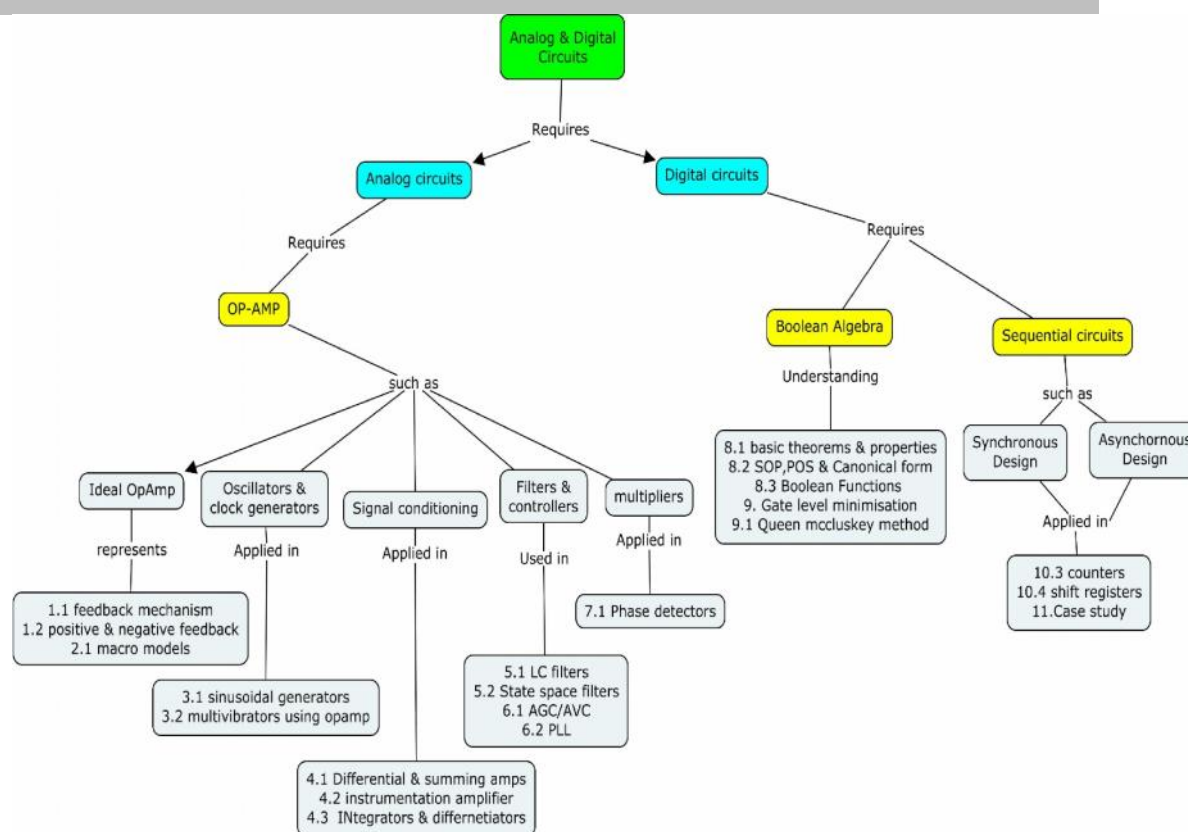 Analog & Digital
Circuits
Requires
Analog circuits
Digital circuits
Requires
Requires
OP-AMP
Boolean Algebra
Sequential circuits
such as
Understanding
such as
Ideal OpAmp
Oscillators &
clock generators
Signal conditioning
Filters &
controllers
multipliers
8.1 basic theorems & properties
8.2 SOP,POS & Canonical form
8.3 Boolean Functions
9. Gate level minimisation
9.1 Queen mccluskey method
Synchronous
Design
Asynchornous
Design
represents
Applied in
Applied in
Used in
Applied in
Applied in
1.1 feedback mechanism
1.2 positive & negative feedback
2.1 macro models
3.1 sinusoidal generators
3.2 multivibrators using opamp
4.1 Differential & summing amps
4.2 instrumentation amplifier
4.3 INtegrators & differnetiators
5.1 LC filters
5.2 State space filters
6.1 AGC/AVC
6.2 PLL
7.1 Phase detectors
10.3 counters
10.4 shift registers
11.Case study